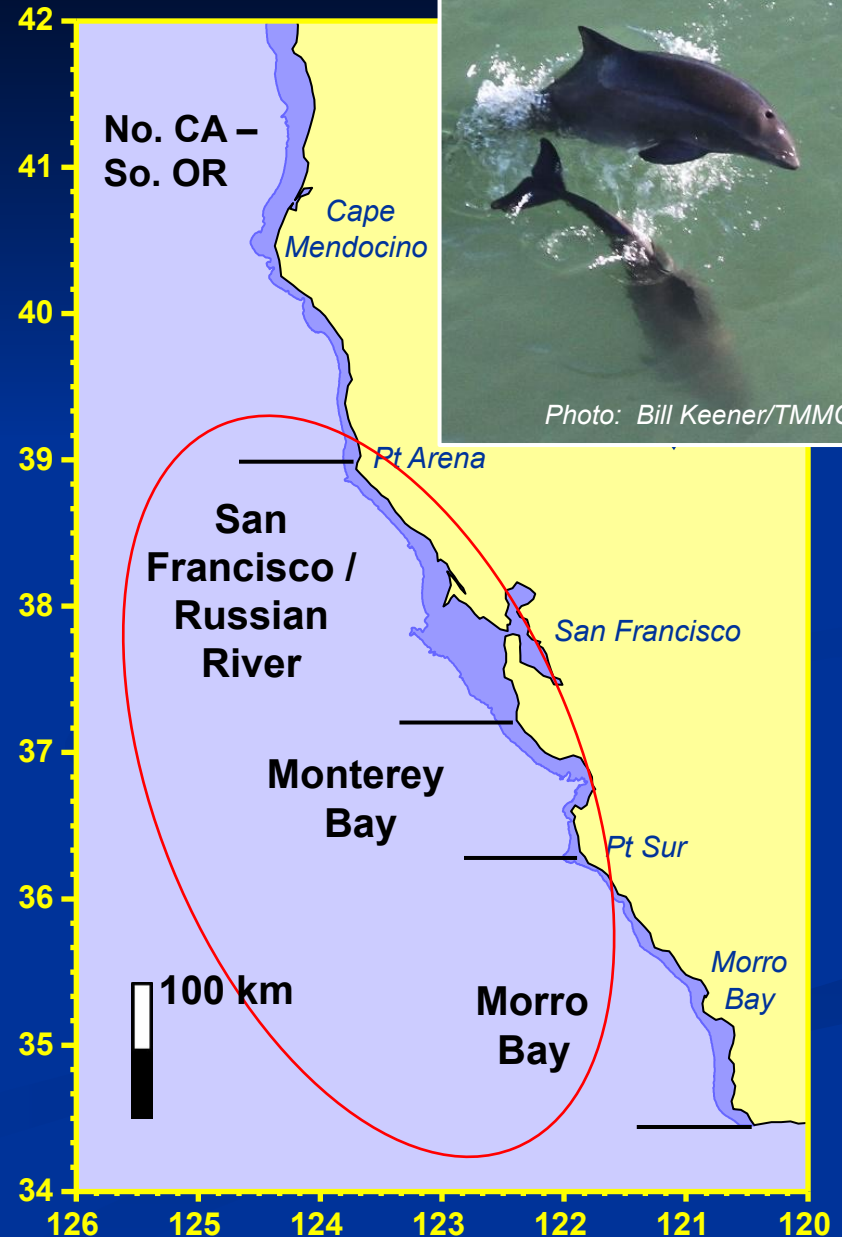 42
No. CA –
So. OR
41
Cape
Mendocino
40
Photo: Bill Keener/TMMC
39
Pt Arena
San
Francisco /
Russian
River
38
San Francisco
37
Monterey
Bay
Pt Sur
36
Morro
Bay
100 km
Morro
Bay
35
34
126 125 124 123 122 121 120